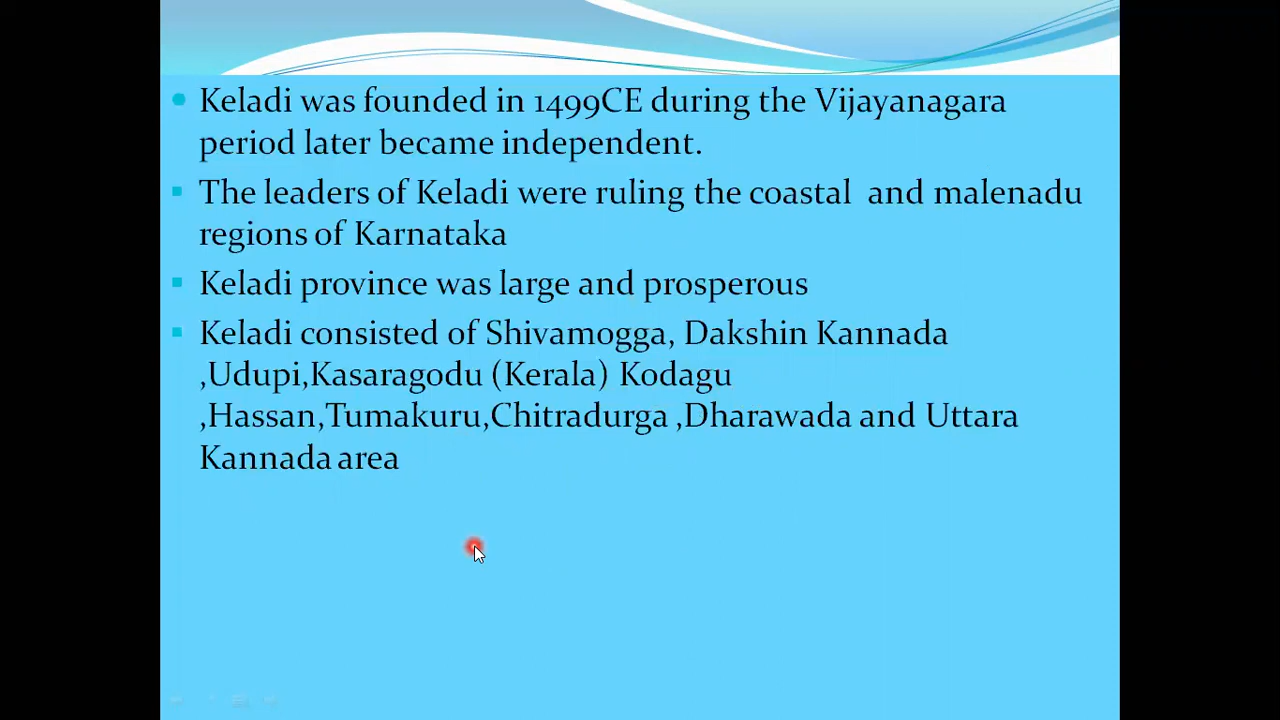 Keladi was founded in 1499CE during the Vijayanagara
period later became independent.
The leaders of Keladi were ruling the coastal  and malenadu
regions of Karnataka
Keladi province was large and prosperous
Keladi consisted of Shivamogga, Dakshin Kannada
,Udupi,Kasaragodu (Kerala) Kodagu
,Hassan,Tumakuru,Chitradurga ,Dharawada and Uttara
Kannada area